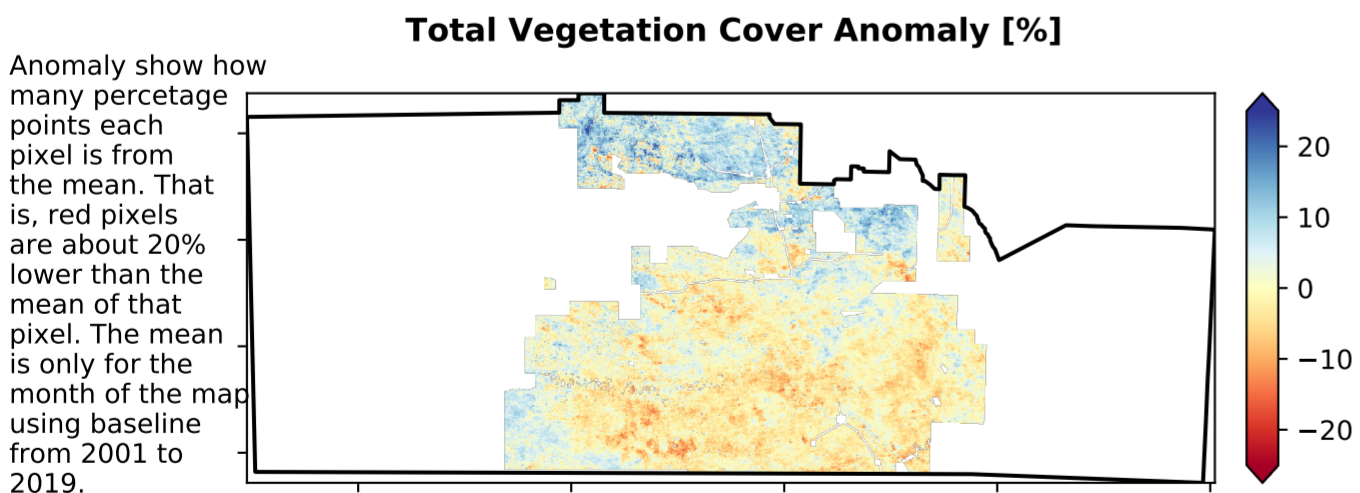 Total Vegetation Cover Anomaly [%]
Anomaly show how
many percetage
points each
pixel is from
the mean. That
is, red pixels
are about 20%
lower than the
mean of that
pixel. The mean
is only for the
month of the map
using baseline
from 2001 to
2019.
20
10
0
−10
−20